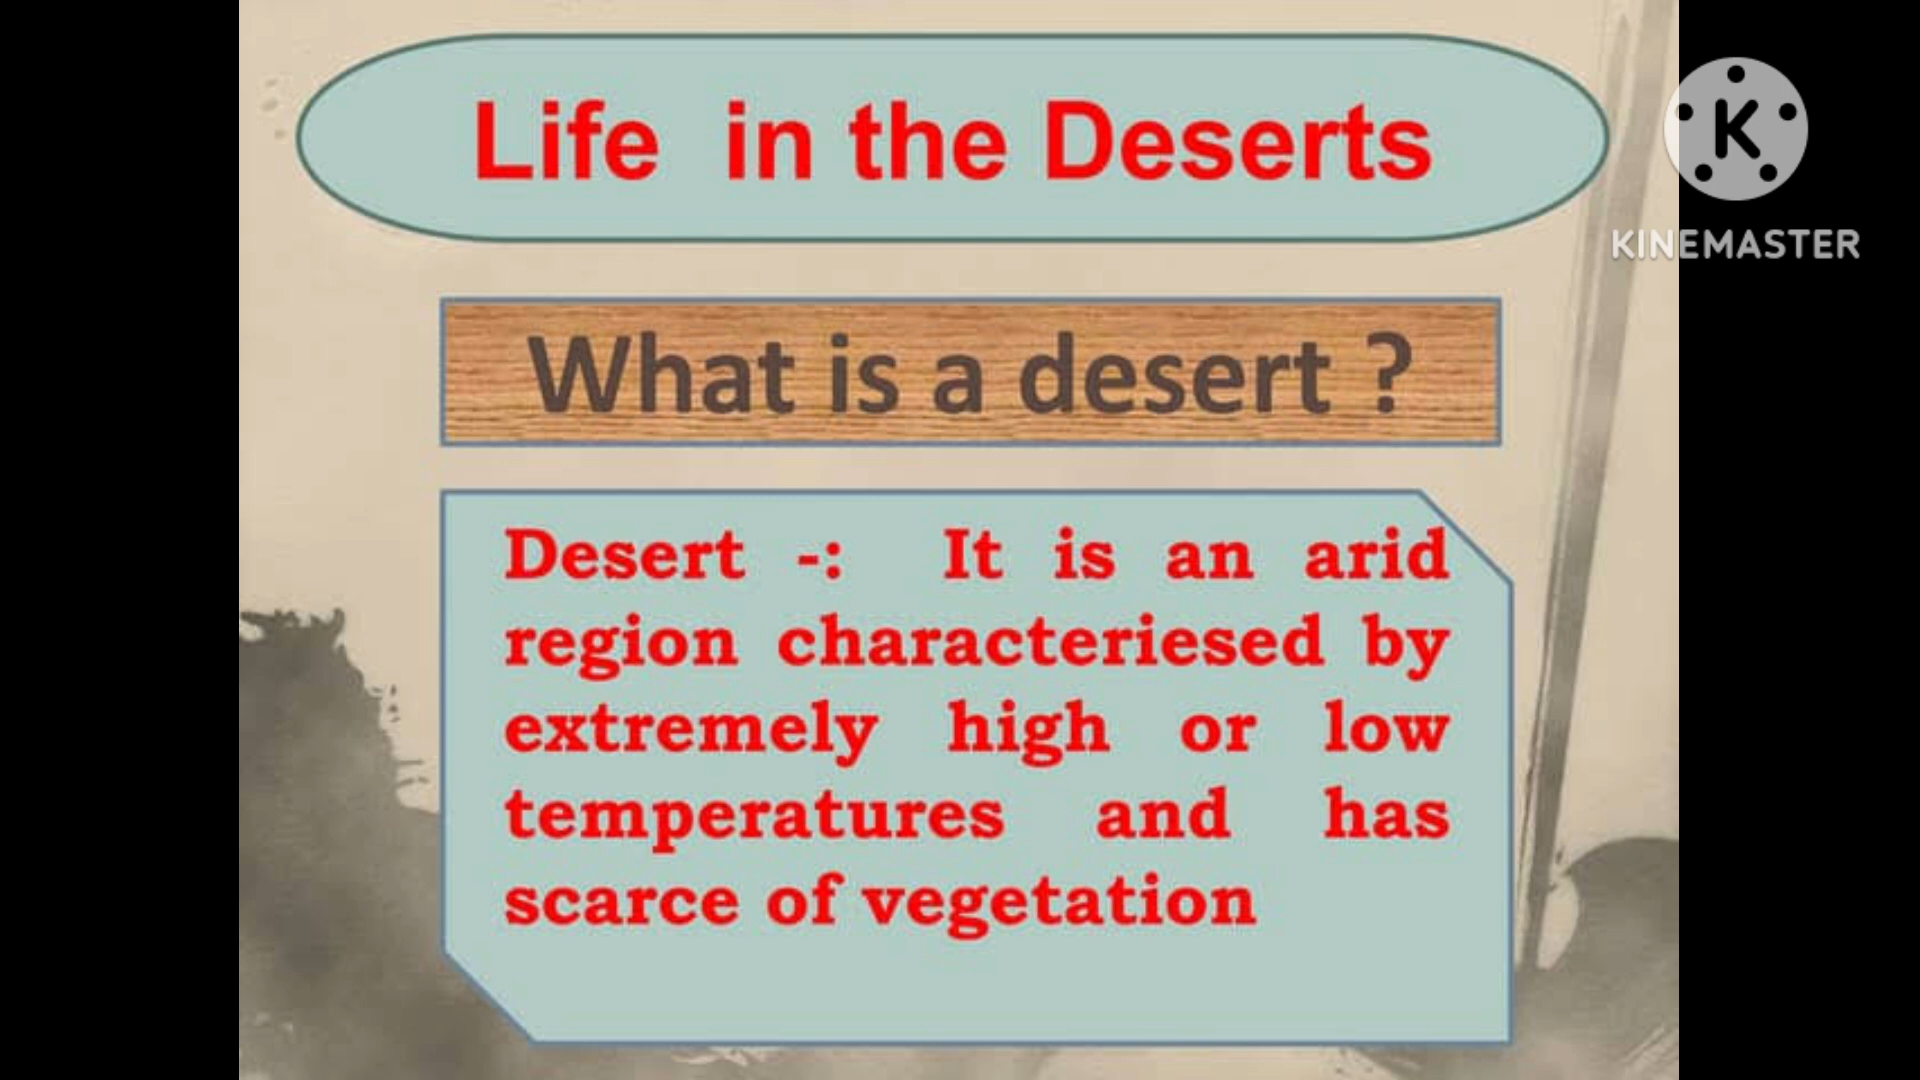 Life in the Deserts
K
KINEMASTER
What is a desert ?
Desert -: It is an arid
region characteriesed by
extremely high or low
temperatures and has
scarce of vegetation